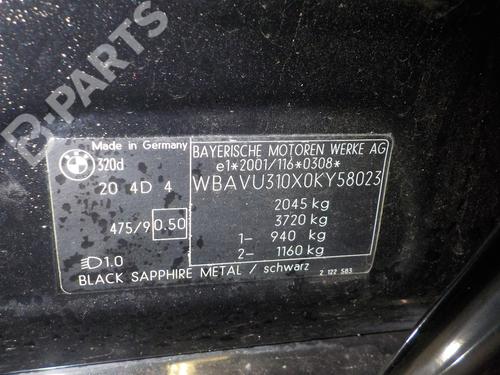 B-PARTS
BMW
Made in Germany
320d
20 4D 4
475/9 0.50
1.0
BLACK SAPPHIRE METAL / schwarz
BAYERISCHE MOTOREN WERKE AG
e1*2001/116*0308*
WBAVU310X0KY58023
2045 kg
3720 kg
1- 940 kg
2- 1160 kg
2 122 583